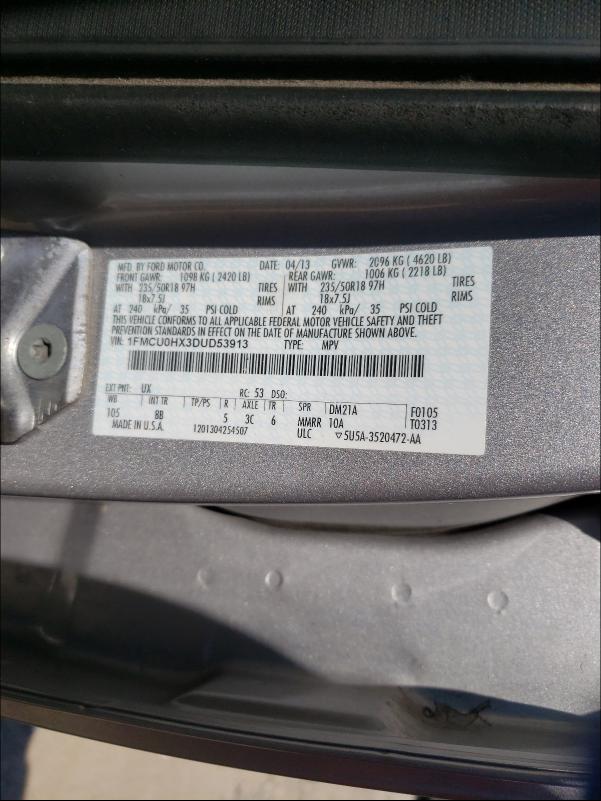 MFD. BY FORD MOTOR CO. DATE: 04/13 GVWR: 2096 KG ( 4620 LB)
FRONT GAWR: 1098 KG ( 2420 LB) REAR GAWR: 1006 KG ( 2218 LB)
WITH 235/50R18 97H TIRES WITH 235/50R18 97H TIRES
18x7.5J RIMS 18x7.5J RIMS
AT 240 kPa/ 35 PSI COLD AT 240 kPa/ 35 PSI COLD
THIS VEHICLE CONFORMS TO ALL APPLICABLE FEDERAL MOTOR VEHICLE SAFETY AND THEFT
PREVENTION STANDARDS IN EFFECT ON THE DATE OF MANUFACTURE SHOWN ABOVE.
VIN: 1FMCU0HX3DUD53913 TYPE: MPV
EXT PNT: UX RC: 53 DSO:
WB INT TR TP/PS R AXLE TR SPR DM21A F0105
105 8B 5 3C 6 MMRR 10A T0313
MADE IN U.S.A. 1201304254507 ULC ▽5U5A-3520472-AA